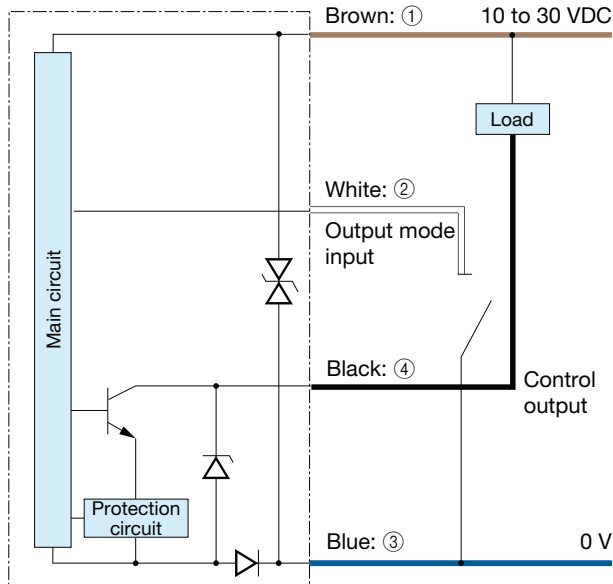 Brown: ① 10 to 30 VDC
Load
White: ②
Output mode
input
Main circuit
Black: ④
Control
output
Protection
circuit
Blue: ③ 0 V